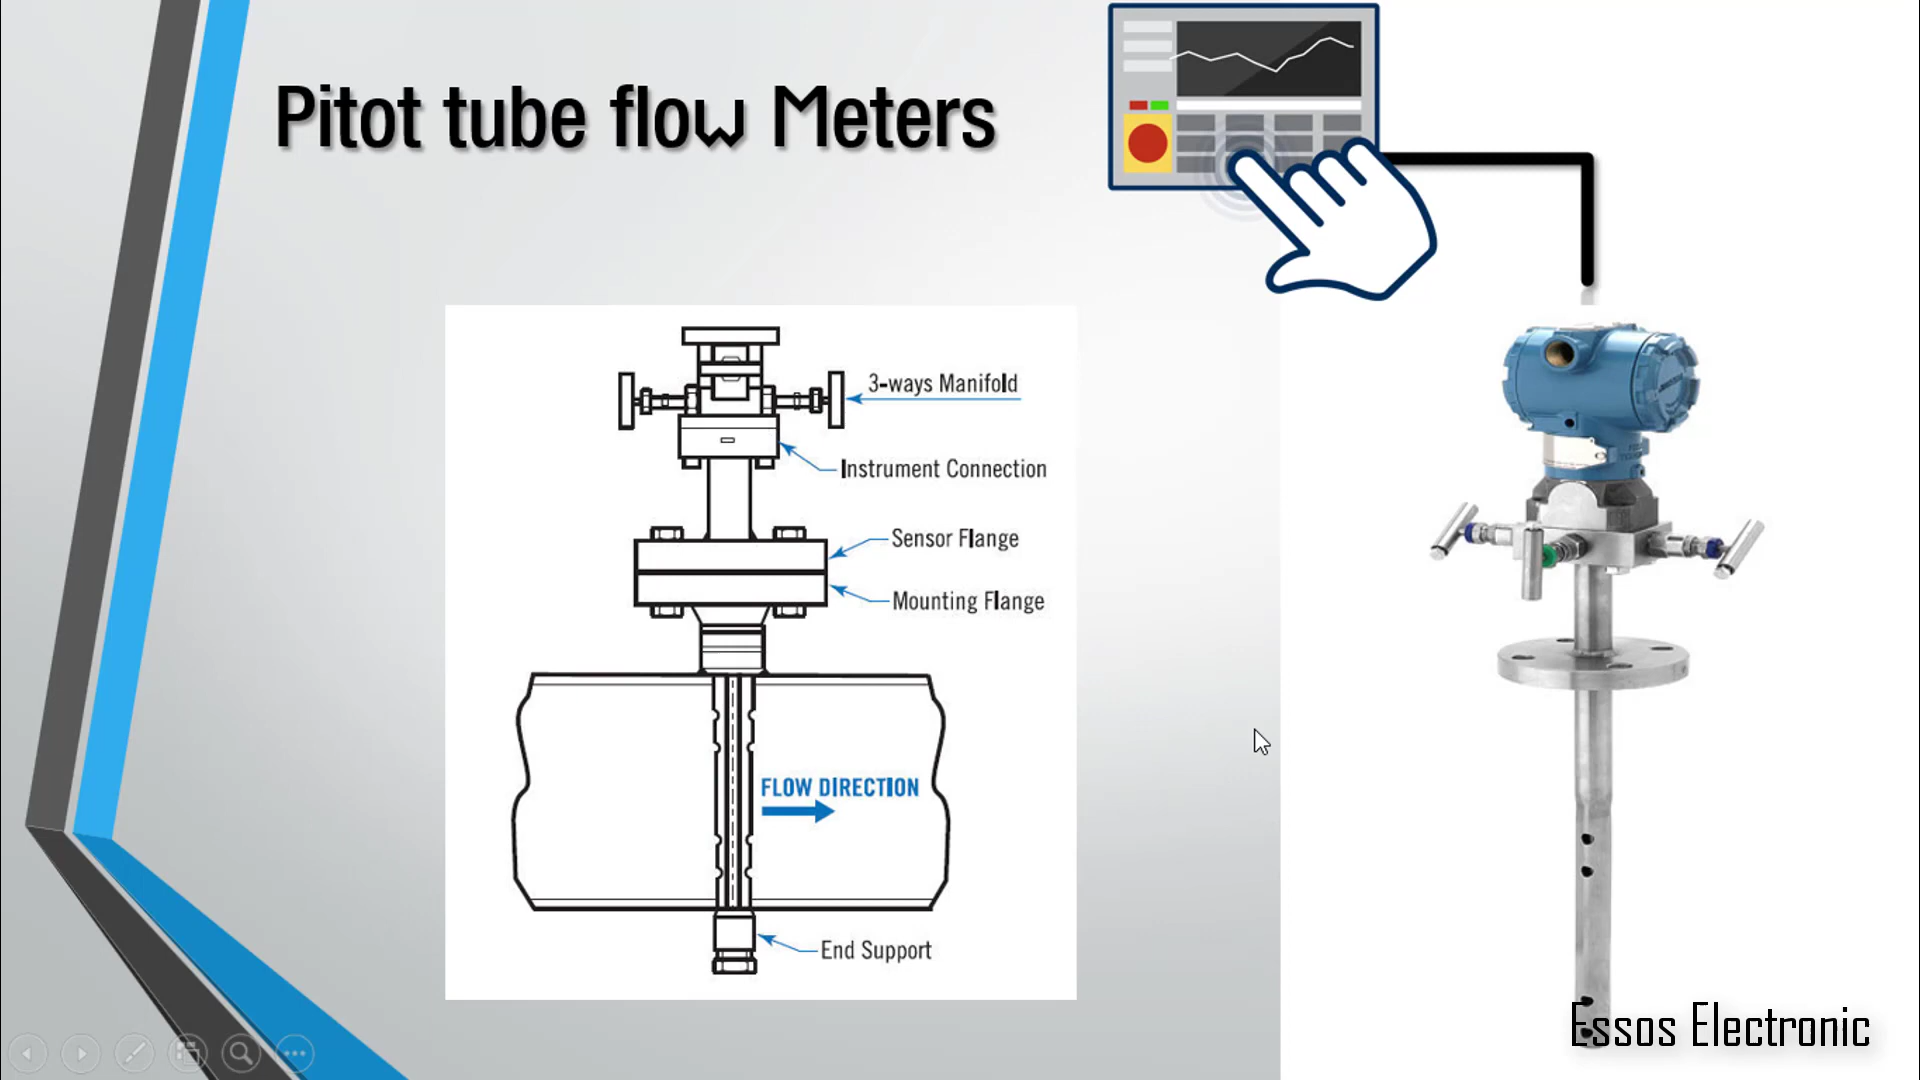 Pitot tube flow Meters
3-ways Manifold
Instrument Connection
Sensor Flange
Mounting Flange
FLOW DIRECTION
End Support
Essos Electronic